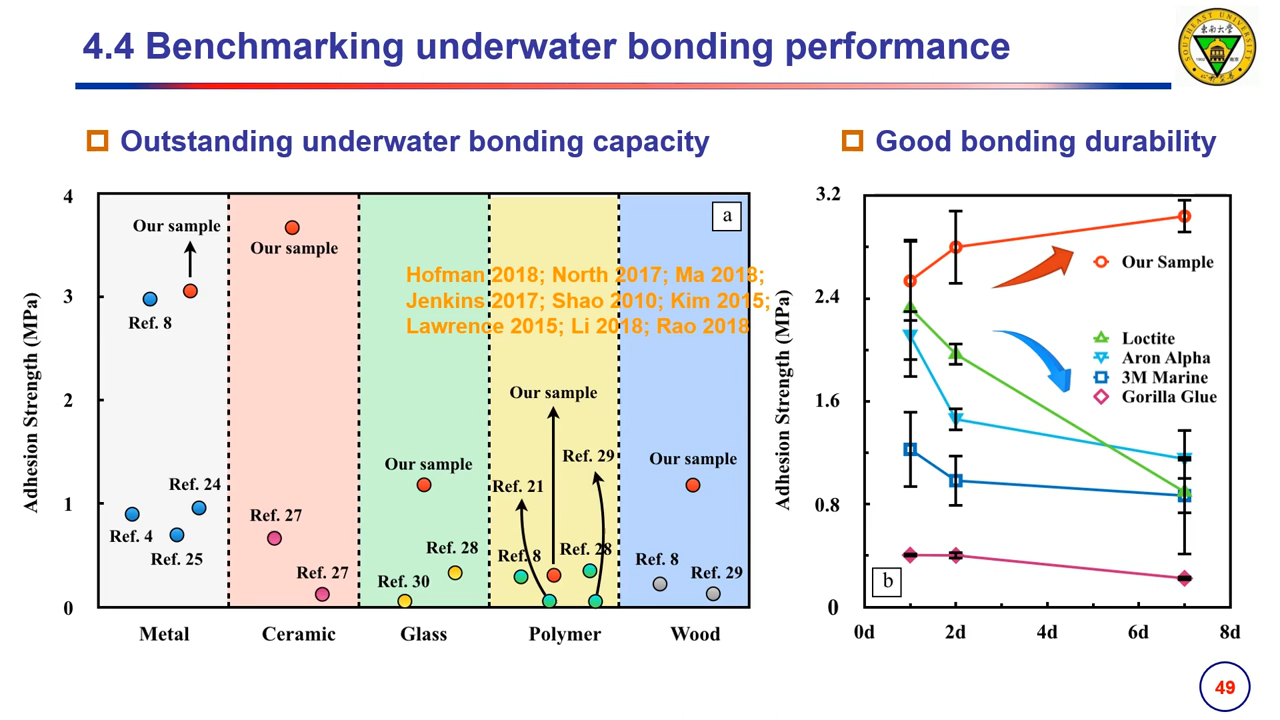 4.4 Benchmarking underwater bonding performance
Outstanding underwater bonding capacity
Good bonding durability
Adhesion Strength (MPa)
4
3
2
1
0
a
Our sample
Ref. 8
Ref. 4
Ref. 25
Ref. 24
Our sample
Ref. 27
Ref. 27
Hofman 2018; North 2017; Ma 2018;
Jenkins 2017; Shao 2010; Kim 2015;
Lawrence 2015; Li 2018; Rao 2018
Our sample
Ref. 28
Ref. 30
Our sample
Ref. 29
Ref. 21
Ref. 8
Ref. 28
Our sample
Ref. 8
Ref. 29
Metal
Ceramic
Glass
Polymer
Wood
Adhesion Strength (MPa)
3.2
2.4
1.6
0.8
0
Our Sample
Loctite
Aron Alpha
3M Marine
Gorilla Glue
b
0d
2d
4d
6d
8d
49